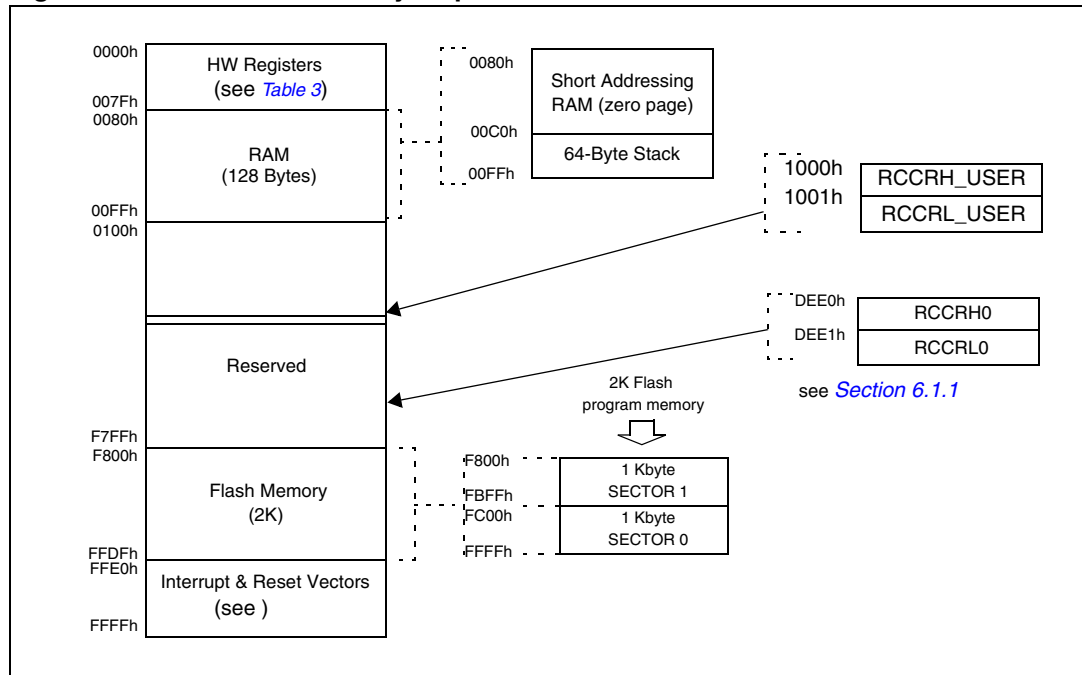 0000h
HW Registers
(see Table 3)
007Fh
0080h
RAM
(128 Bytes)
00FFh
0100h
Reserved
F7FFh
F800h
Flash Memory
(2K)
FFDFh
FFE0h
Interrupt & Reset Vectors
(see )
FFFFh
0080h
Short Addressing
RAM (zero page)
00C0h
64-Byte Stack
00FFh
1000h
RCCRH_USER
1001h
RCCRL_USER
DEE0h
RCCRH0
DEE1h
RCCRL0
see Section 6.1.1
2K Flash
program memory
F800h
1 Kbyte
SECTOR 1
FBFFh
FC00h
1 Kbyte
SECTOR 0
FFFFh